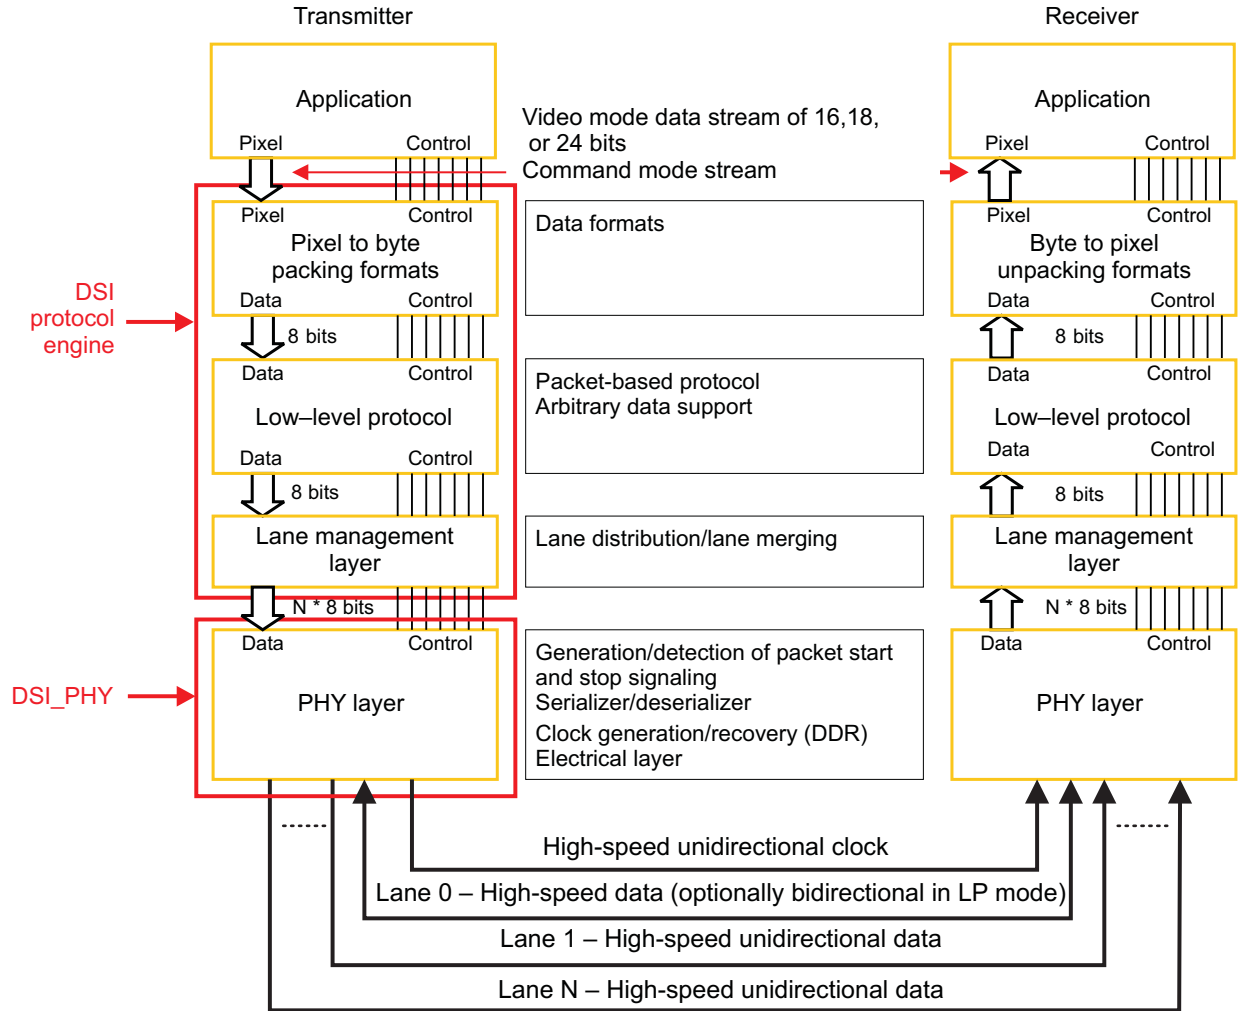 Transmitter
Receiver
Application
Pixel
Control
Video mode data stream of 16,18,
or 24 bits
Command mode stream
Application
Pixel
Control
DSI
protocol
engine
Pixel
Control
Pixel to byte
packing formats
Data
Control
Data formats
Pixel
Control
Byte to pixel
unpacking formats
Data
Control
8 bits
8 bits
Data
Control
Low–level protocol
Data
Control
Packet-based protocol
Arbitrary data support
Data
Control
Low–level protocol
Data
Control
8 bits
8 bits
Lane management
layer
Lane distribution/lane merging
Lane management
layer
N * 8 bits
N * 8 bits
DSI_PHY
Data
Control
PHY layer
Generation/detection of packet start
and stop signaling
Serializer/deserializer
Clock generation/recovery (DDR)
Electrical layer
Data
Control
PHY layer
High-speed unidirectional clock
Lane 0 – High-speed data (optionally bidirectional in LP mode)
Lane 1 – High-speed unidirectional data
Lane N – High-speed unidirectional data